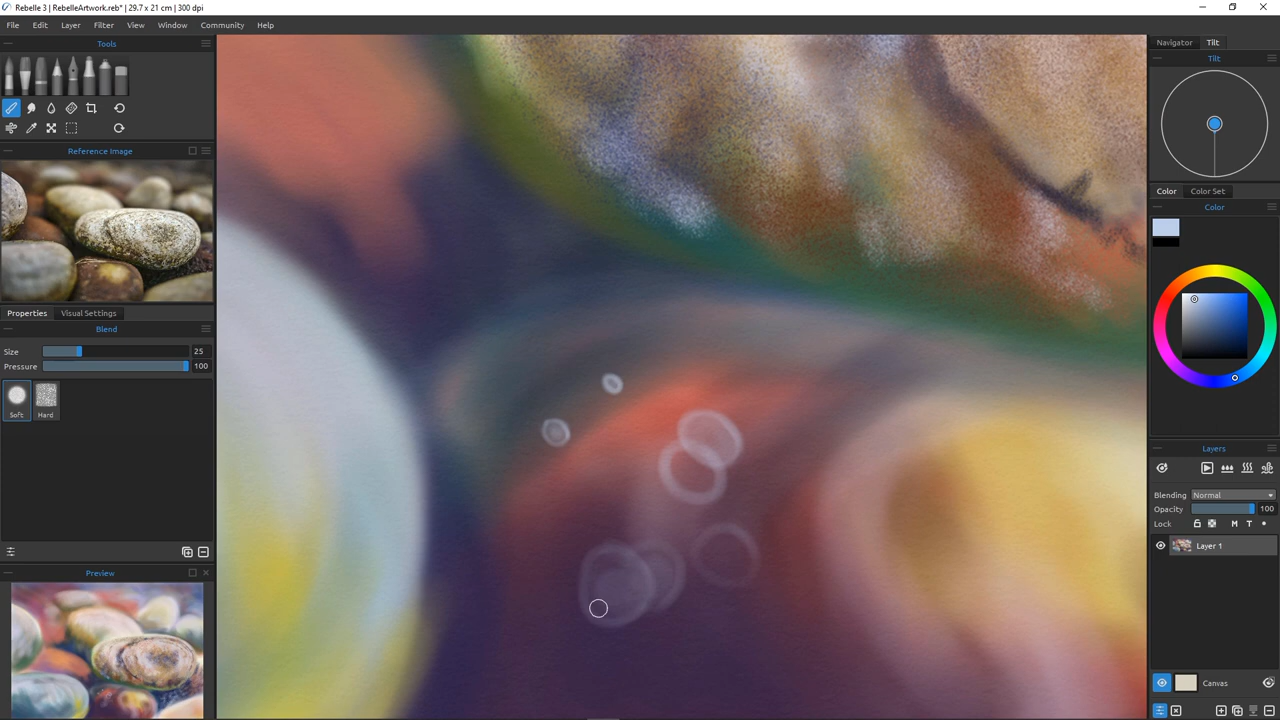 Rebelle 3 | RebelleArtwork.reb* | 29.7 x 21 cm | 300 dpi
File Edit Layer Filter View Window Community Help
Tools
Reference Image
Properties Visual Settings
Blend
Size 25
Pressure 100
Soft Hard
Preview
Navigator Tilt
Tilt
Color Color Set
Color
Layers
Blending Normal
Opacity 100
Lock M T
Layer 1
Canvas